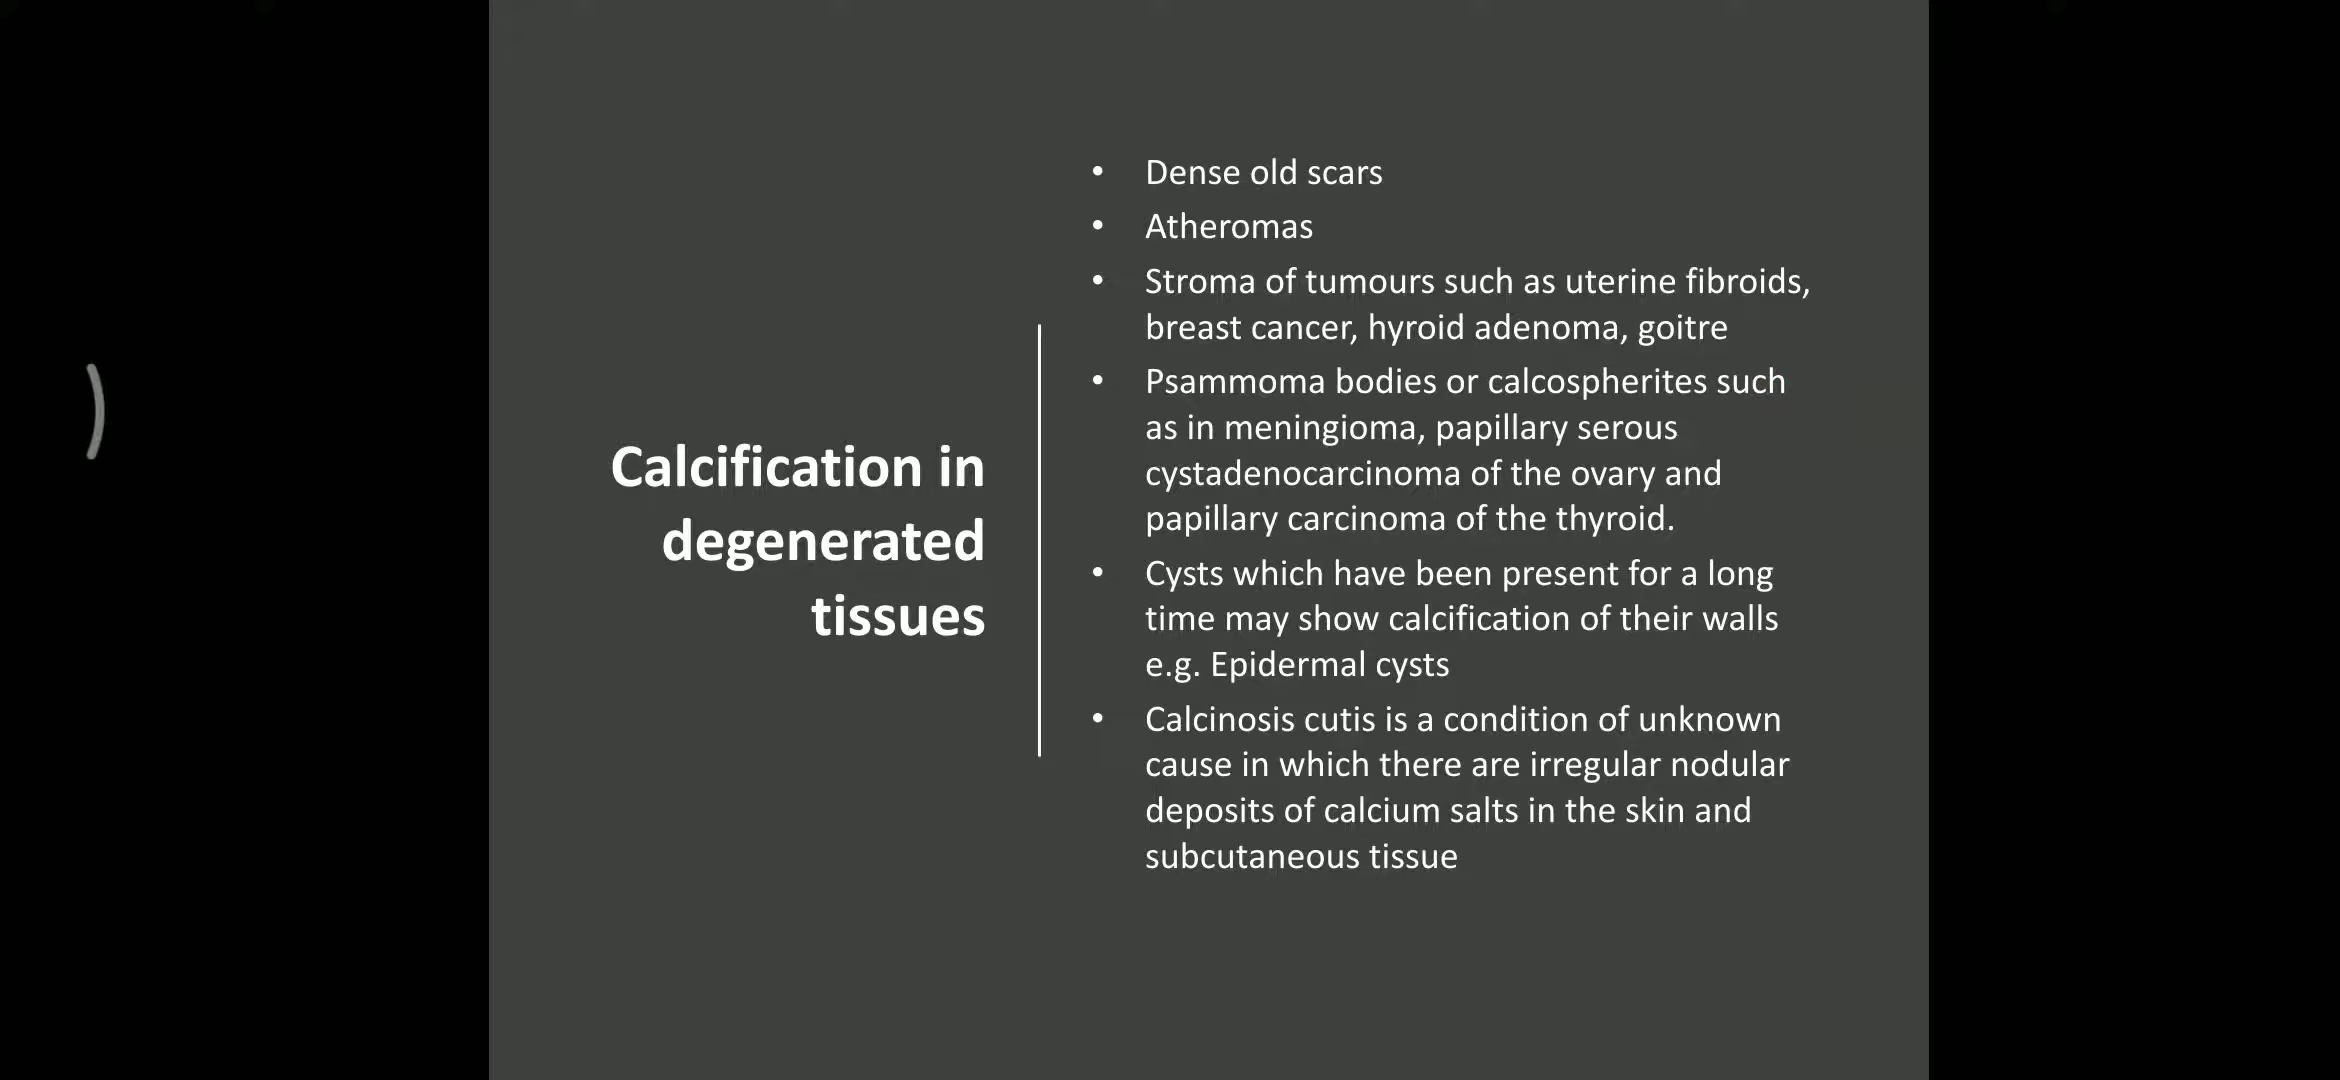 Calcification in
degenerated
tissues
• Dense old scars
• Atheromas
• Stroma of tumours such as uterine fibroids,
breast cancer, hyroid adenoma, goitre
• Psammoma bodies or calcospherites such
as in meningioma, papillary serous
cystadenocarcinoma of the ovary and
papillary carcinoma of the thyroid.
• Cysts which have been present for a long
time may show calcification of their walls
e.g. Epidermal cysts
• Calcinosis cutis is a condition of unknown
cause in which there are irregular nodular
deposits of calcium salts in the skin and
subcutaneous tissue